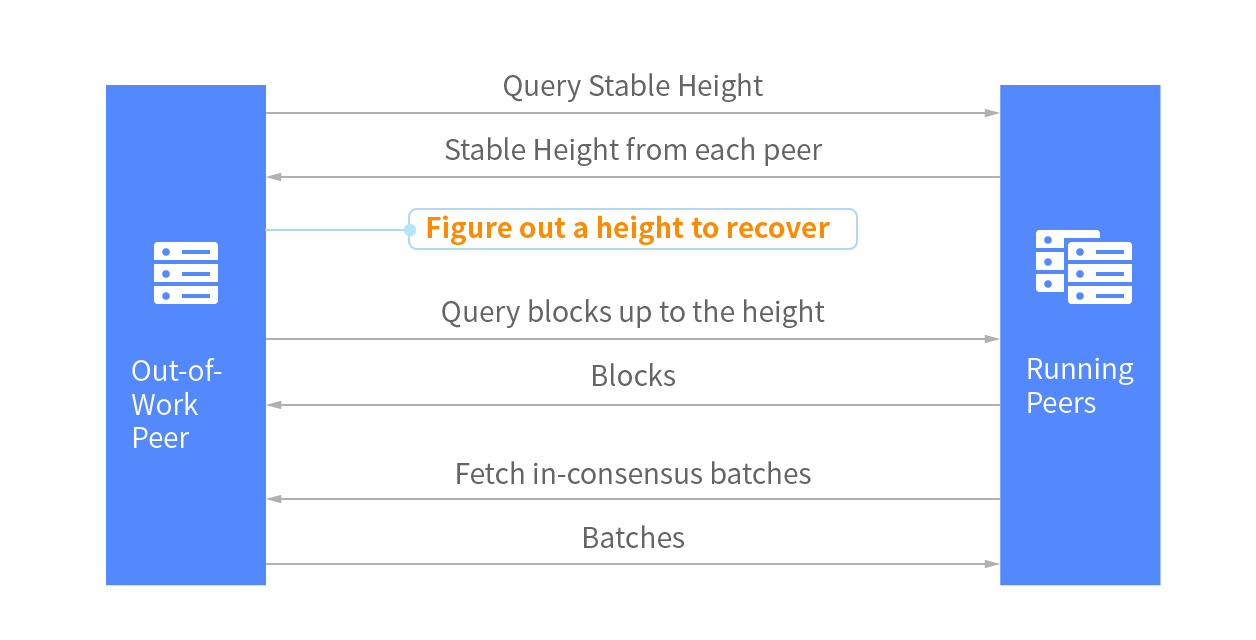 Query Stable Height
Stable Height from each peer
Figure out a height to recover
Query blocks up to the height
Blocks
Fetch in-consensus batches
Batches
Out-of-
Work
Peer
Running
Peers